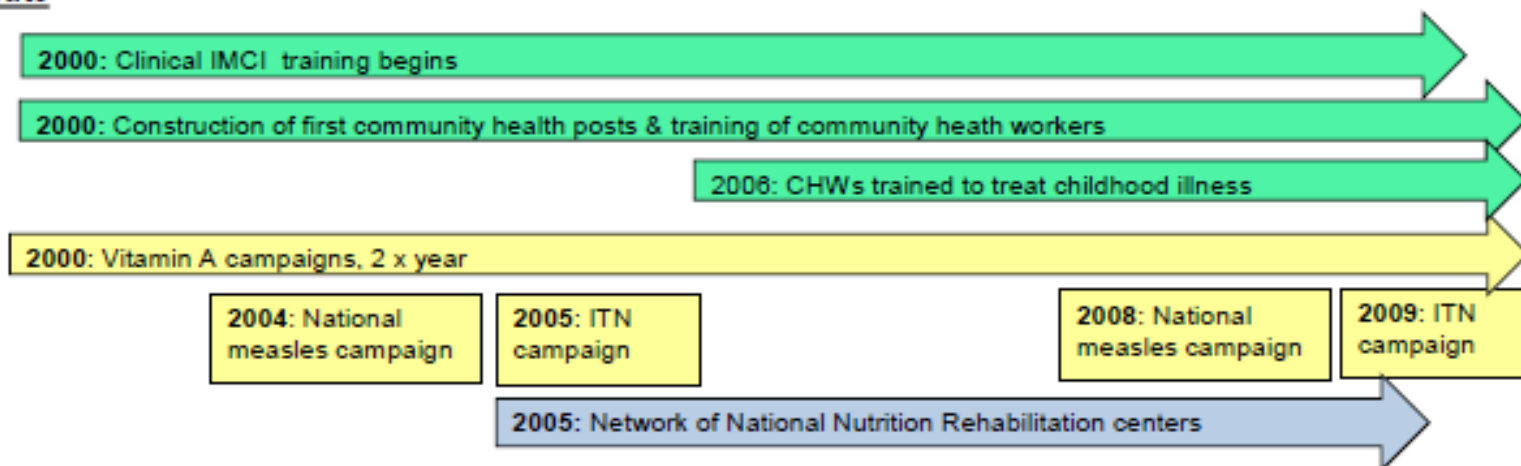 2000: Clinical IMCI training begins
2000: Construction of first community health posts & training of community heath workers
2006: CHWs trained to treat childhood illness
2000: Vitamin A campaigns, 2 x year
2004: National
measles campaign
2005: ITN
campaign
2008: National
measles campaign
2009: ITN
campaign
2005: Network of National Nutrition Rehabilitation centers